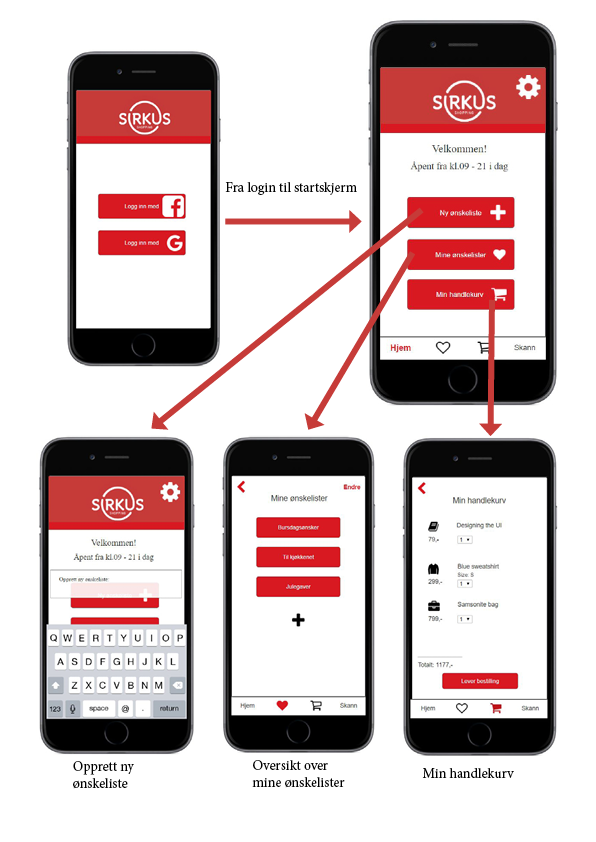 SIRKUS
SHOPPING
Logg inn med
Logg inn med
G
Fra login til startskjerm
SIRKUS
SHOPPING
Velkommen!
Åpent fra kl.09 - 21 i dag
Ny ønskeliste
Mine ønskelister
Min handlekurv
Hjem
Skann
SIRKUS
SHOPPING
Velkommen!
Åpent fra kl.09 - 21 i dag
Opprett ny ønskeliste
Q W E R T Y U I O P
A S D F G H J K L
Z X C V B N M
123 space @ . return
Opprett ny
ønskeliste
Endre
Mine ønskelister
Bursdagsønsker
Til kjøkkenet
Julegaver
Hjem
Skann
Oversikt over
mine ønskelister
Min handlekurv
Designing the UI
79,-
1
Blue sweatshirt
Size: S
299,-
1
Samsonite bag
799,-
1
Totalt: 1177,-
Lever bestilling
Hjem
Skann
Min handlekurv